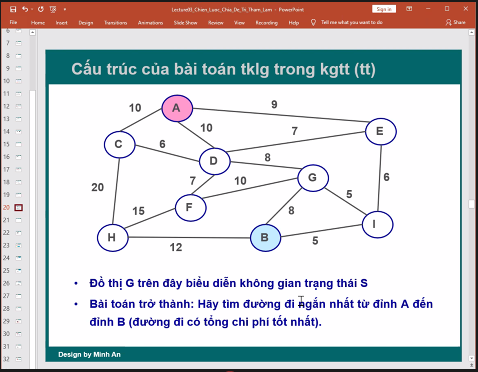 Lecture03_Chien_Luoc_Chia_De_Tri_Tham_Lam - PowerPoint
Sign in
File Home Insert Design Transitions Animations Slide Show Review View Recording Help Tell me what you want to do Share
6
7
8
9
10
11
12
13
14
15
16
17
18
19
20
21
22
23
24
25
26
27
28
29
30
31
32
Cấu trúc của bài toán tklg trong kgtt (tt)
10 A 9
10 7 E
C 6 D 8
7 10 G 6
20 F 5
15 8 I
H 12 B 5
• Đồ thị G trên đây biểu diễn không gian trạng thái S
• Bài toán trở thành: Hãy tìm đường đi ngắn nhất từ đỉnh A đến
đỉnh B (đường đi có tổng chi phí tốt nhất).
Design by Minh An